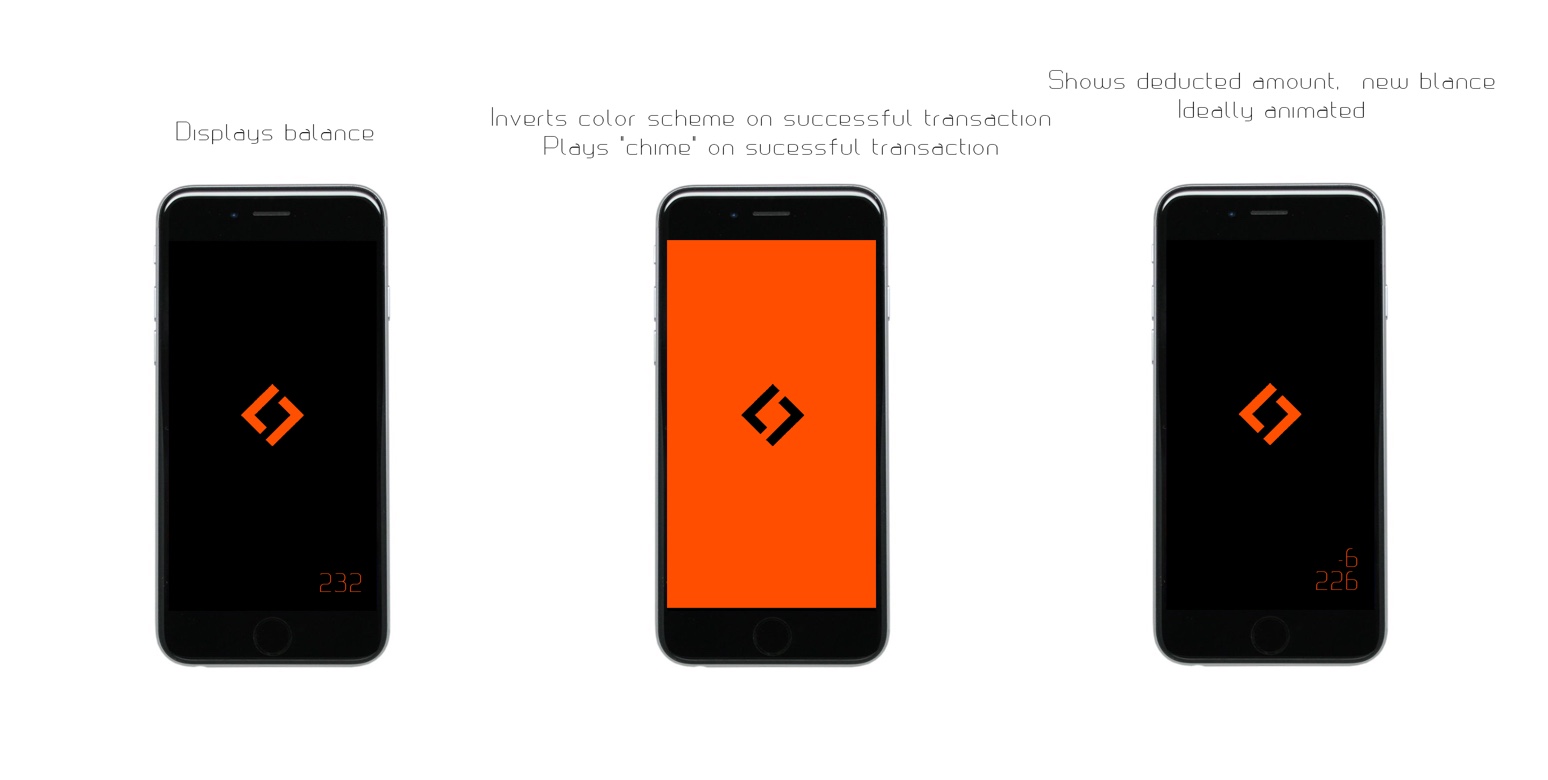 Displays balance
Inverts color scheme on successful transaction
Plays "chime" on sucessful transaction
Shows deducted amount, new blance
Ideally animated
232
-6
226